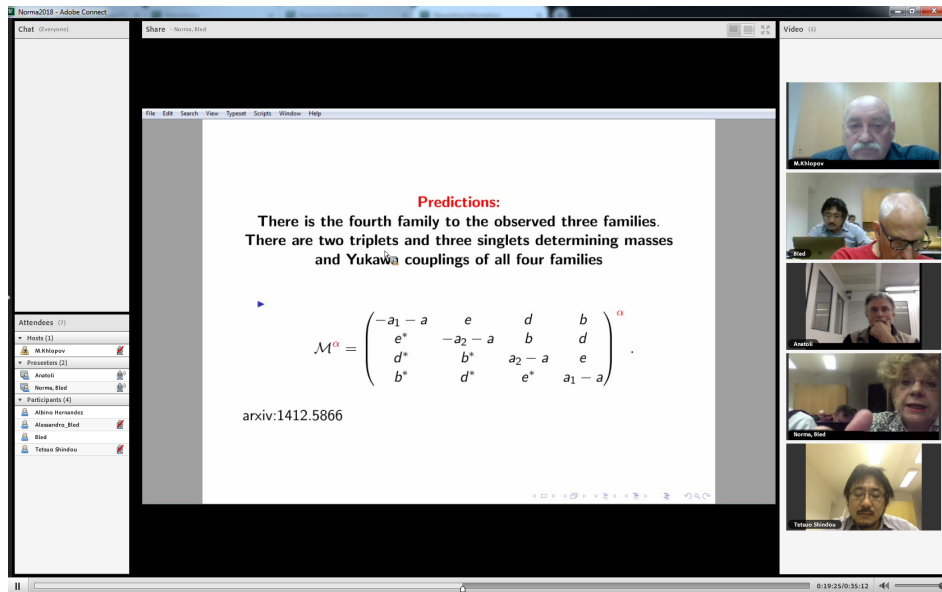 Norma2018 - Adobe Connect
Chat (Everyone)
Share - Norma, Bled
Video (5)
File Edit Search View Typeset Scripts Window Help
Predictions:
There is the fourth family to the observed three families.
There are two triplets and three singlets determining masses
and Yukawa couplings of all four families
−a₁ − a e d b
e* −a₂ − a b d
d* b* a₂ − a e
b* d* e* a₁ − a
ℳ^α = ( )^α .
arxiv:1412.5866
Attendees (7)
Hosts (1)
M.Khlopov
Presenters (2)
Anatoli
Norma, Bled
Participants (4)
Albino Hernandez
Alessandro_Bled
Bled
Tetsuo Shindou
M.Khlopov
Bled
Anatoli
Norma, Bled
Tetsuo Shindou
0:19:25/0:35:12